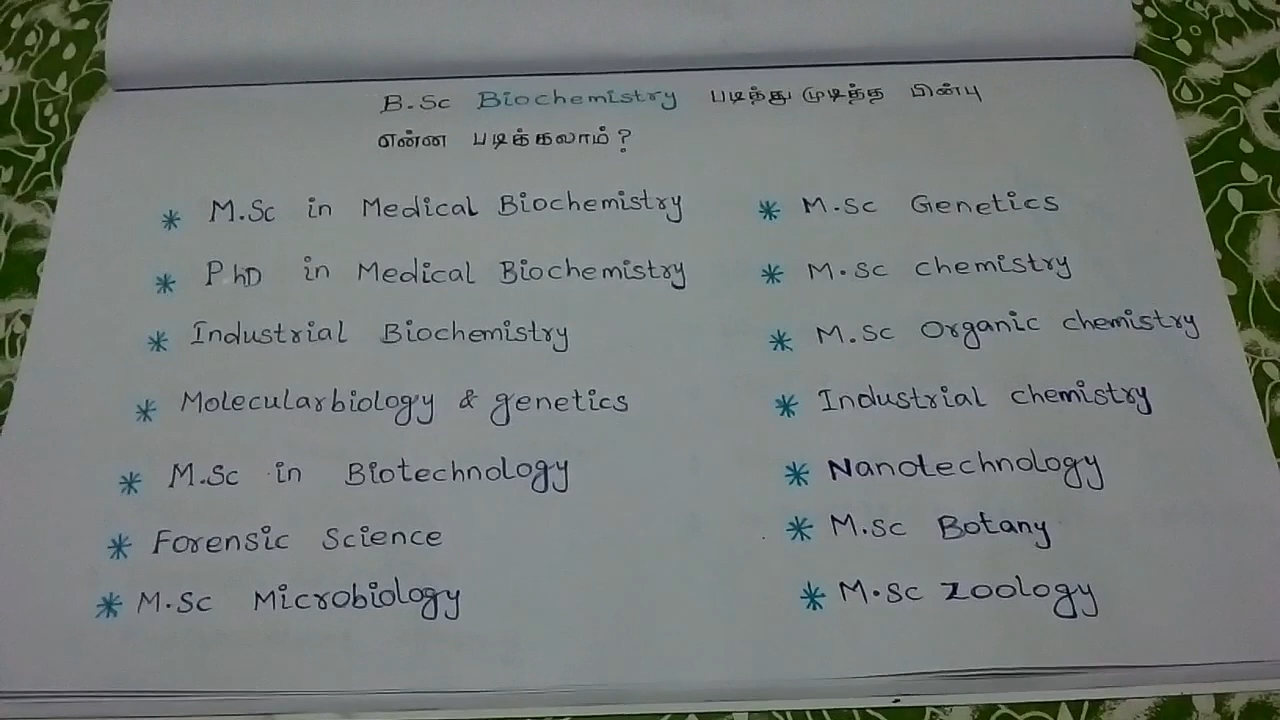 B.Sc Biochemistry படித்து முடித்த பின்பு
என்ன படிக்கலாம்?
* M.Sc in Medical Biochemistry
* PhD in Medical Biochemistry
* Industrial Biochemistry
* Molecularbiology & genetics
* M.Sc in Biotechnology
* Forensic Science
* M.Sc Microbiology
* M.Sc Genetics
* M.Sc chemistry
* M.Sc Organic chemistry
* Industrial chemistry
* Nanotechnology
* M.Sc Botany
* M.Sc Zoology